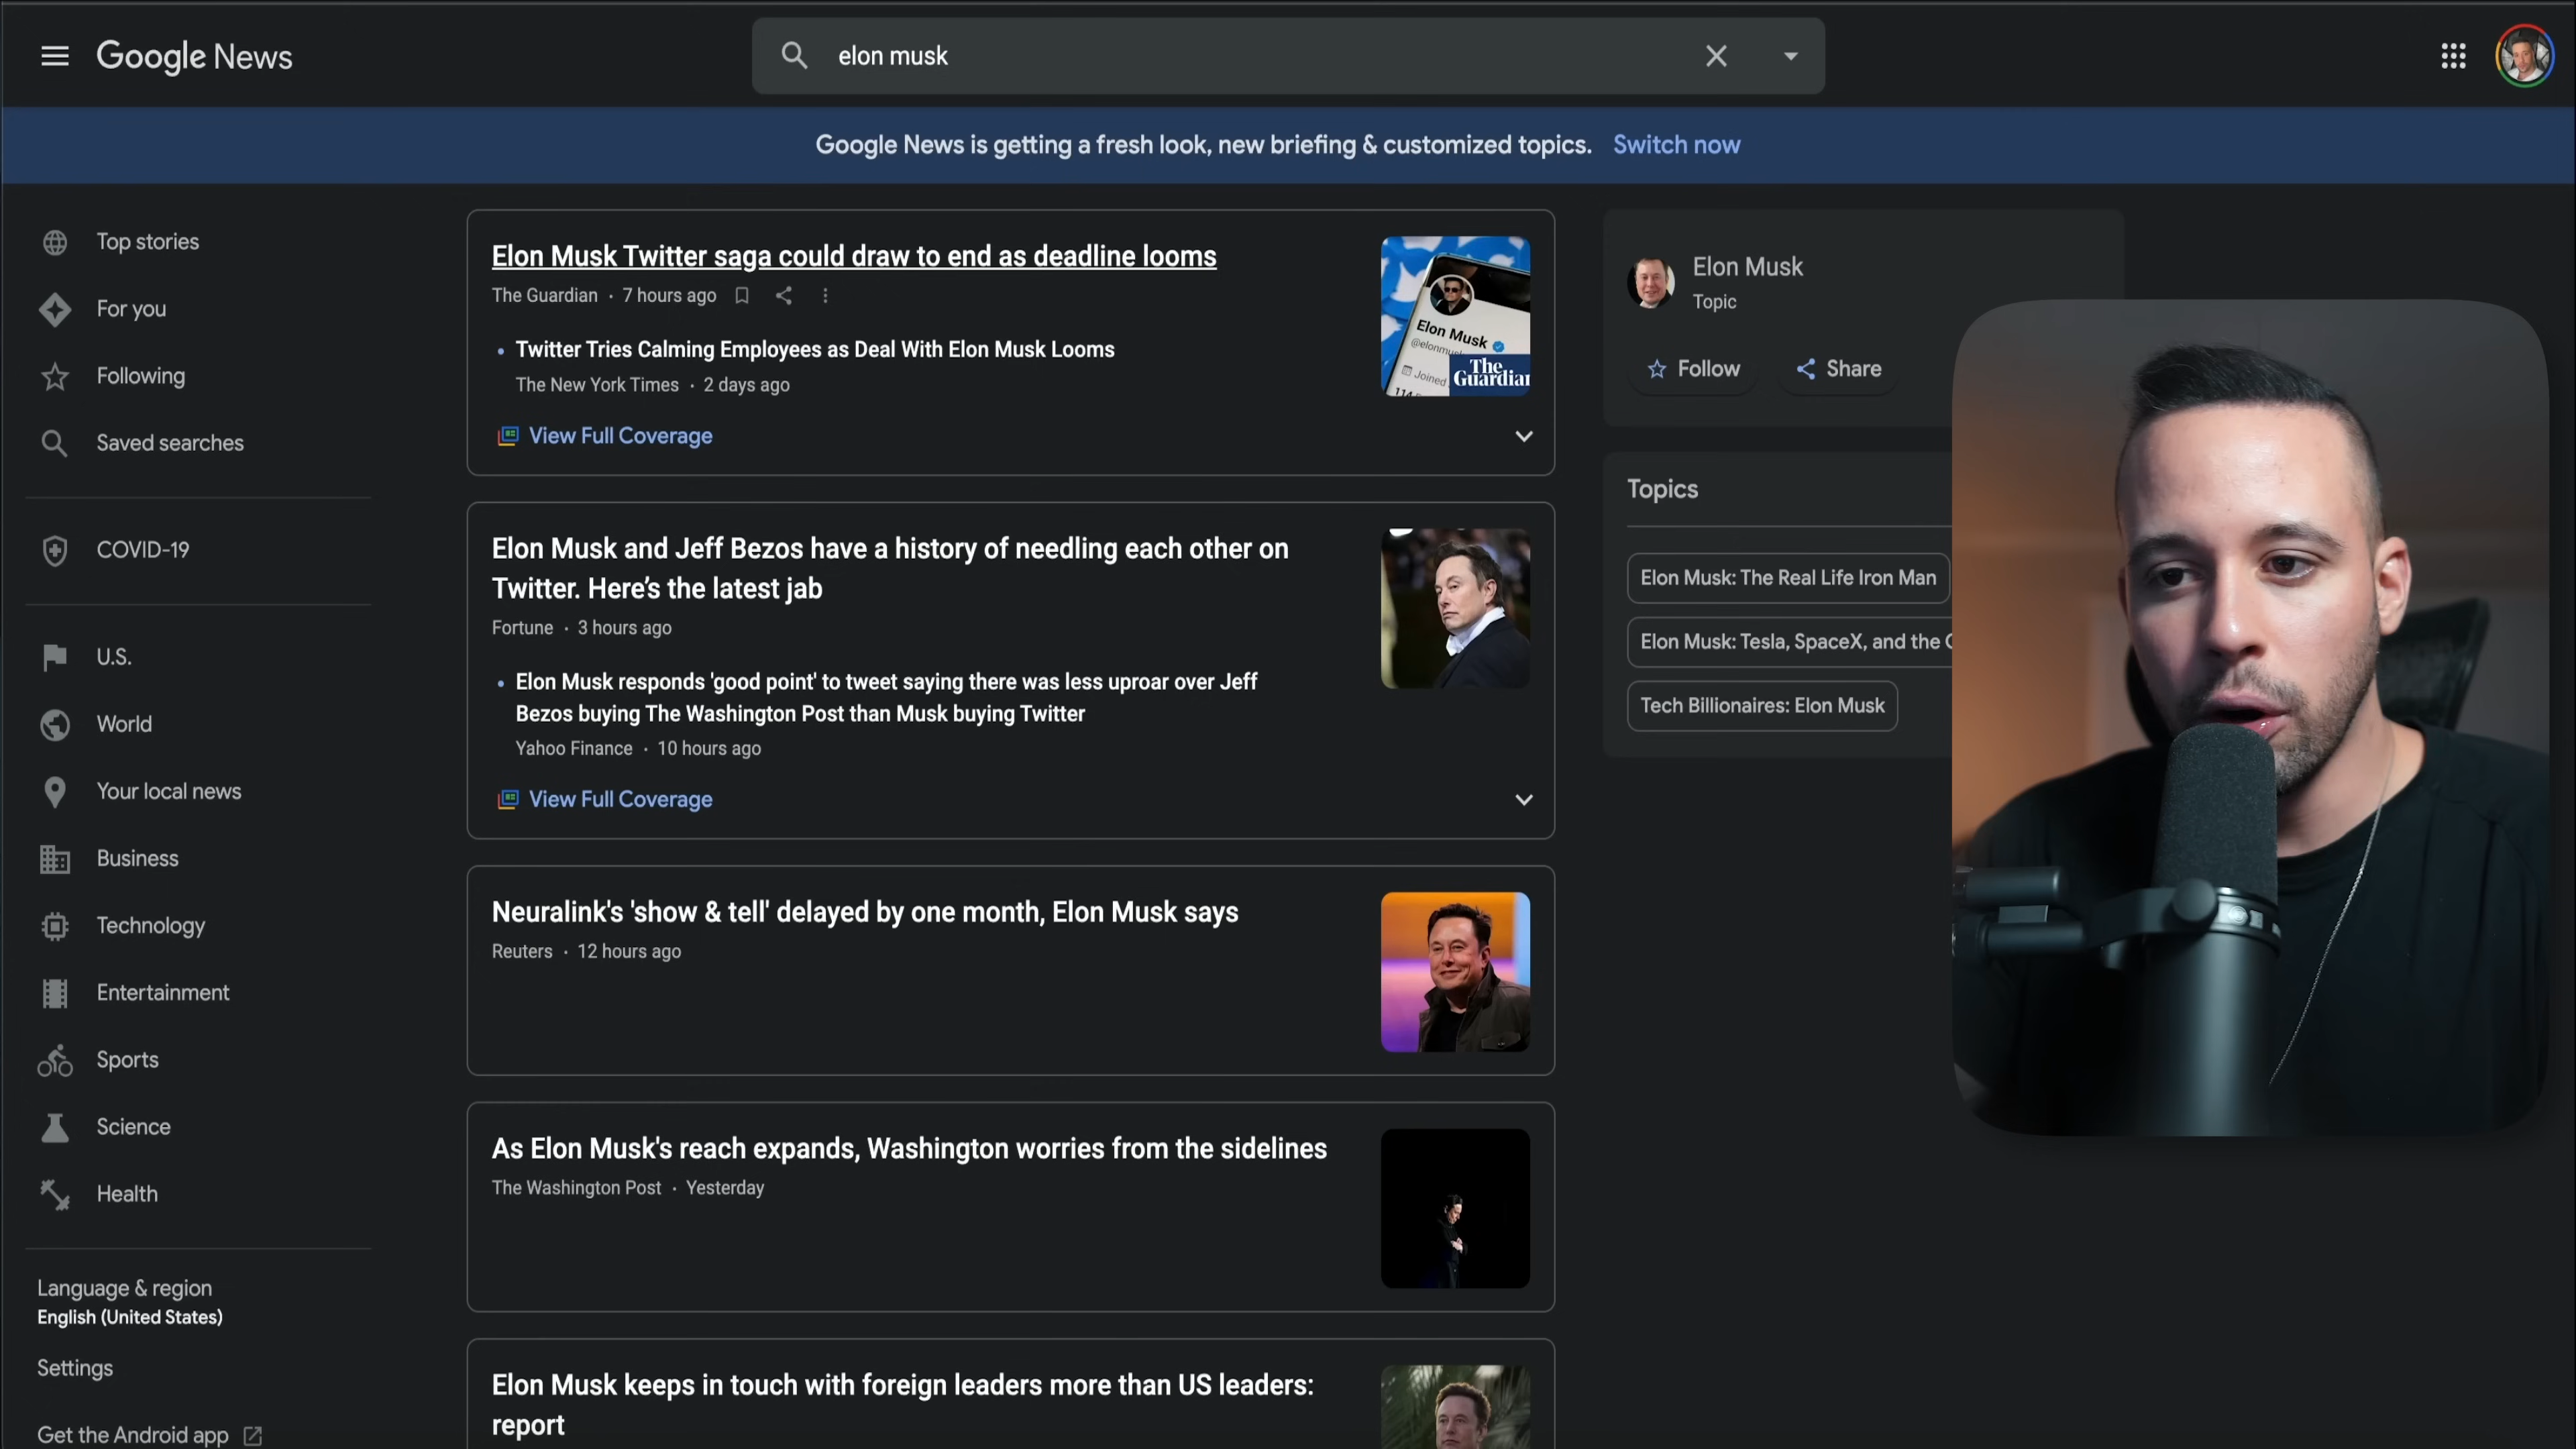 Google News
elon musk
Google News is getting a fresh look, new briefing & customized topics. Switch now
Top stories
For you
Following
Saved searches
COVID-19
U.S.
World
Your local news
Business
Technology
Entertainment
Sports
Science
Health
Language & region
English (United States)
Settings
Get the Android app
Elon Musk Twitter saga could draw to end as deadline looms
The Guardian · 7 hours ago
Twitter Tries Calming Employees as Deal With Elon Musk Looms
The New York Times · 2 days ago
View Full Coverage
Elon Musk
@elonmus
Joined
The
Guardian
Elon Musk and Jeff Bezos have a history of needling each other on
Twitter. Here’s the latest jab
Fortune · 3 hours ago
Elon Musk responds 'good point' to tweet saying there was less uproar over Jeff
Bezos buying The Washington Post than Musk buying Twitter
Yahoo Finance · 10 hours ago
View Full Coverage
Neuralink's 'show & tell' delayed by one month, Elon Musk says
Reuters · 12 hours ago
As Elon Musk's reach expands, Washington worries from the sidelines
The Washington Post · Yesterday
Elon Musk keeps in touch with foreign leaders more than US leaders:
report
Elon Musk
Topic
Follow
Share
Topics
Elon Musk: The Real Life Iron Man
Elon Musk: Tesla, SpaceX, and the
Tech Billionaires: Elon Musk